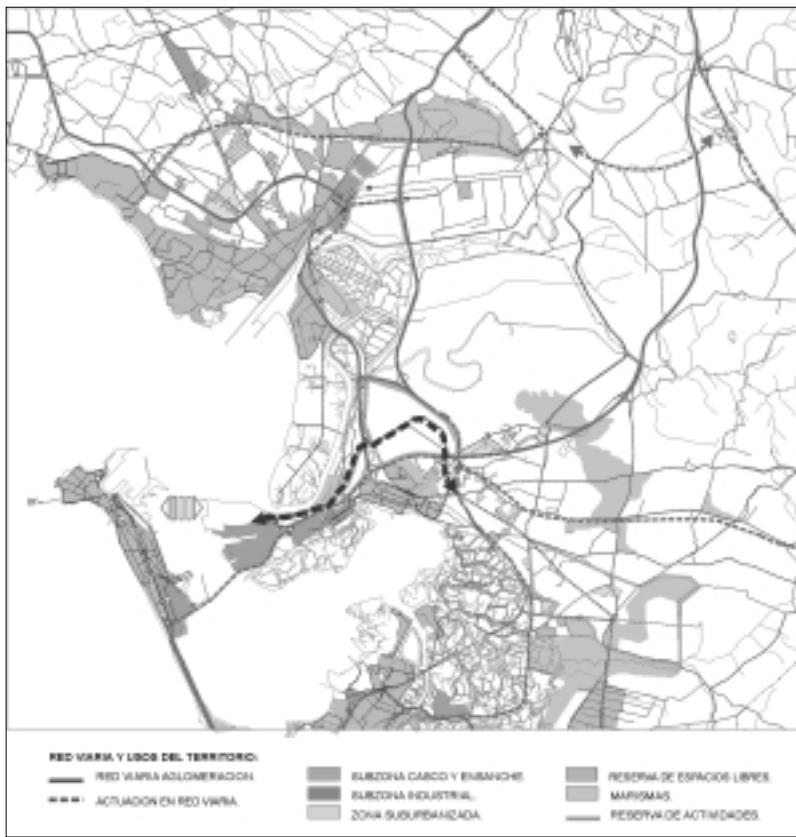 RED VIARIA Y USOS DEL TERRITORIO:
RED VIARIA AGLOMERACION.
ACTUACION EN RED VIARIA.
SUBZONA CASCO Y ENSANCHE.
SUBZONA INDUSTRIAL.
ZONA SUBURBANIZADA.
RESERVA DE ESPACIOS LIBRES.
MARISMAS.
RESERVA DE ACTIVIDADES.